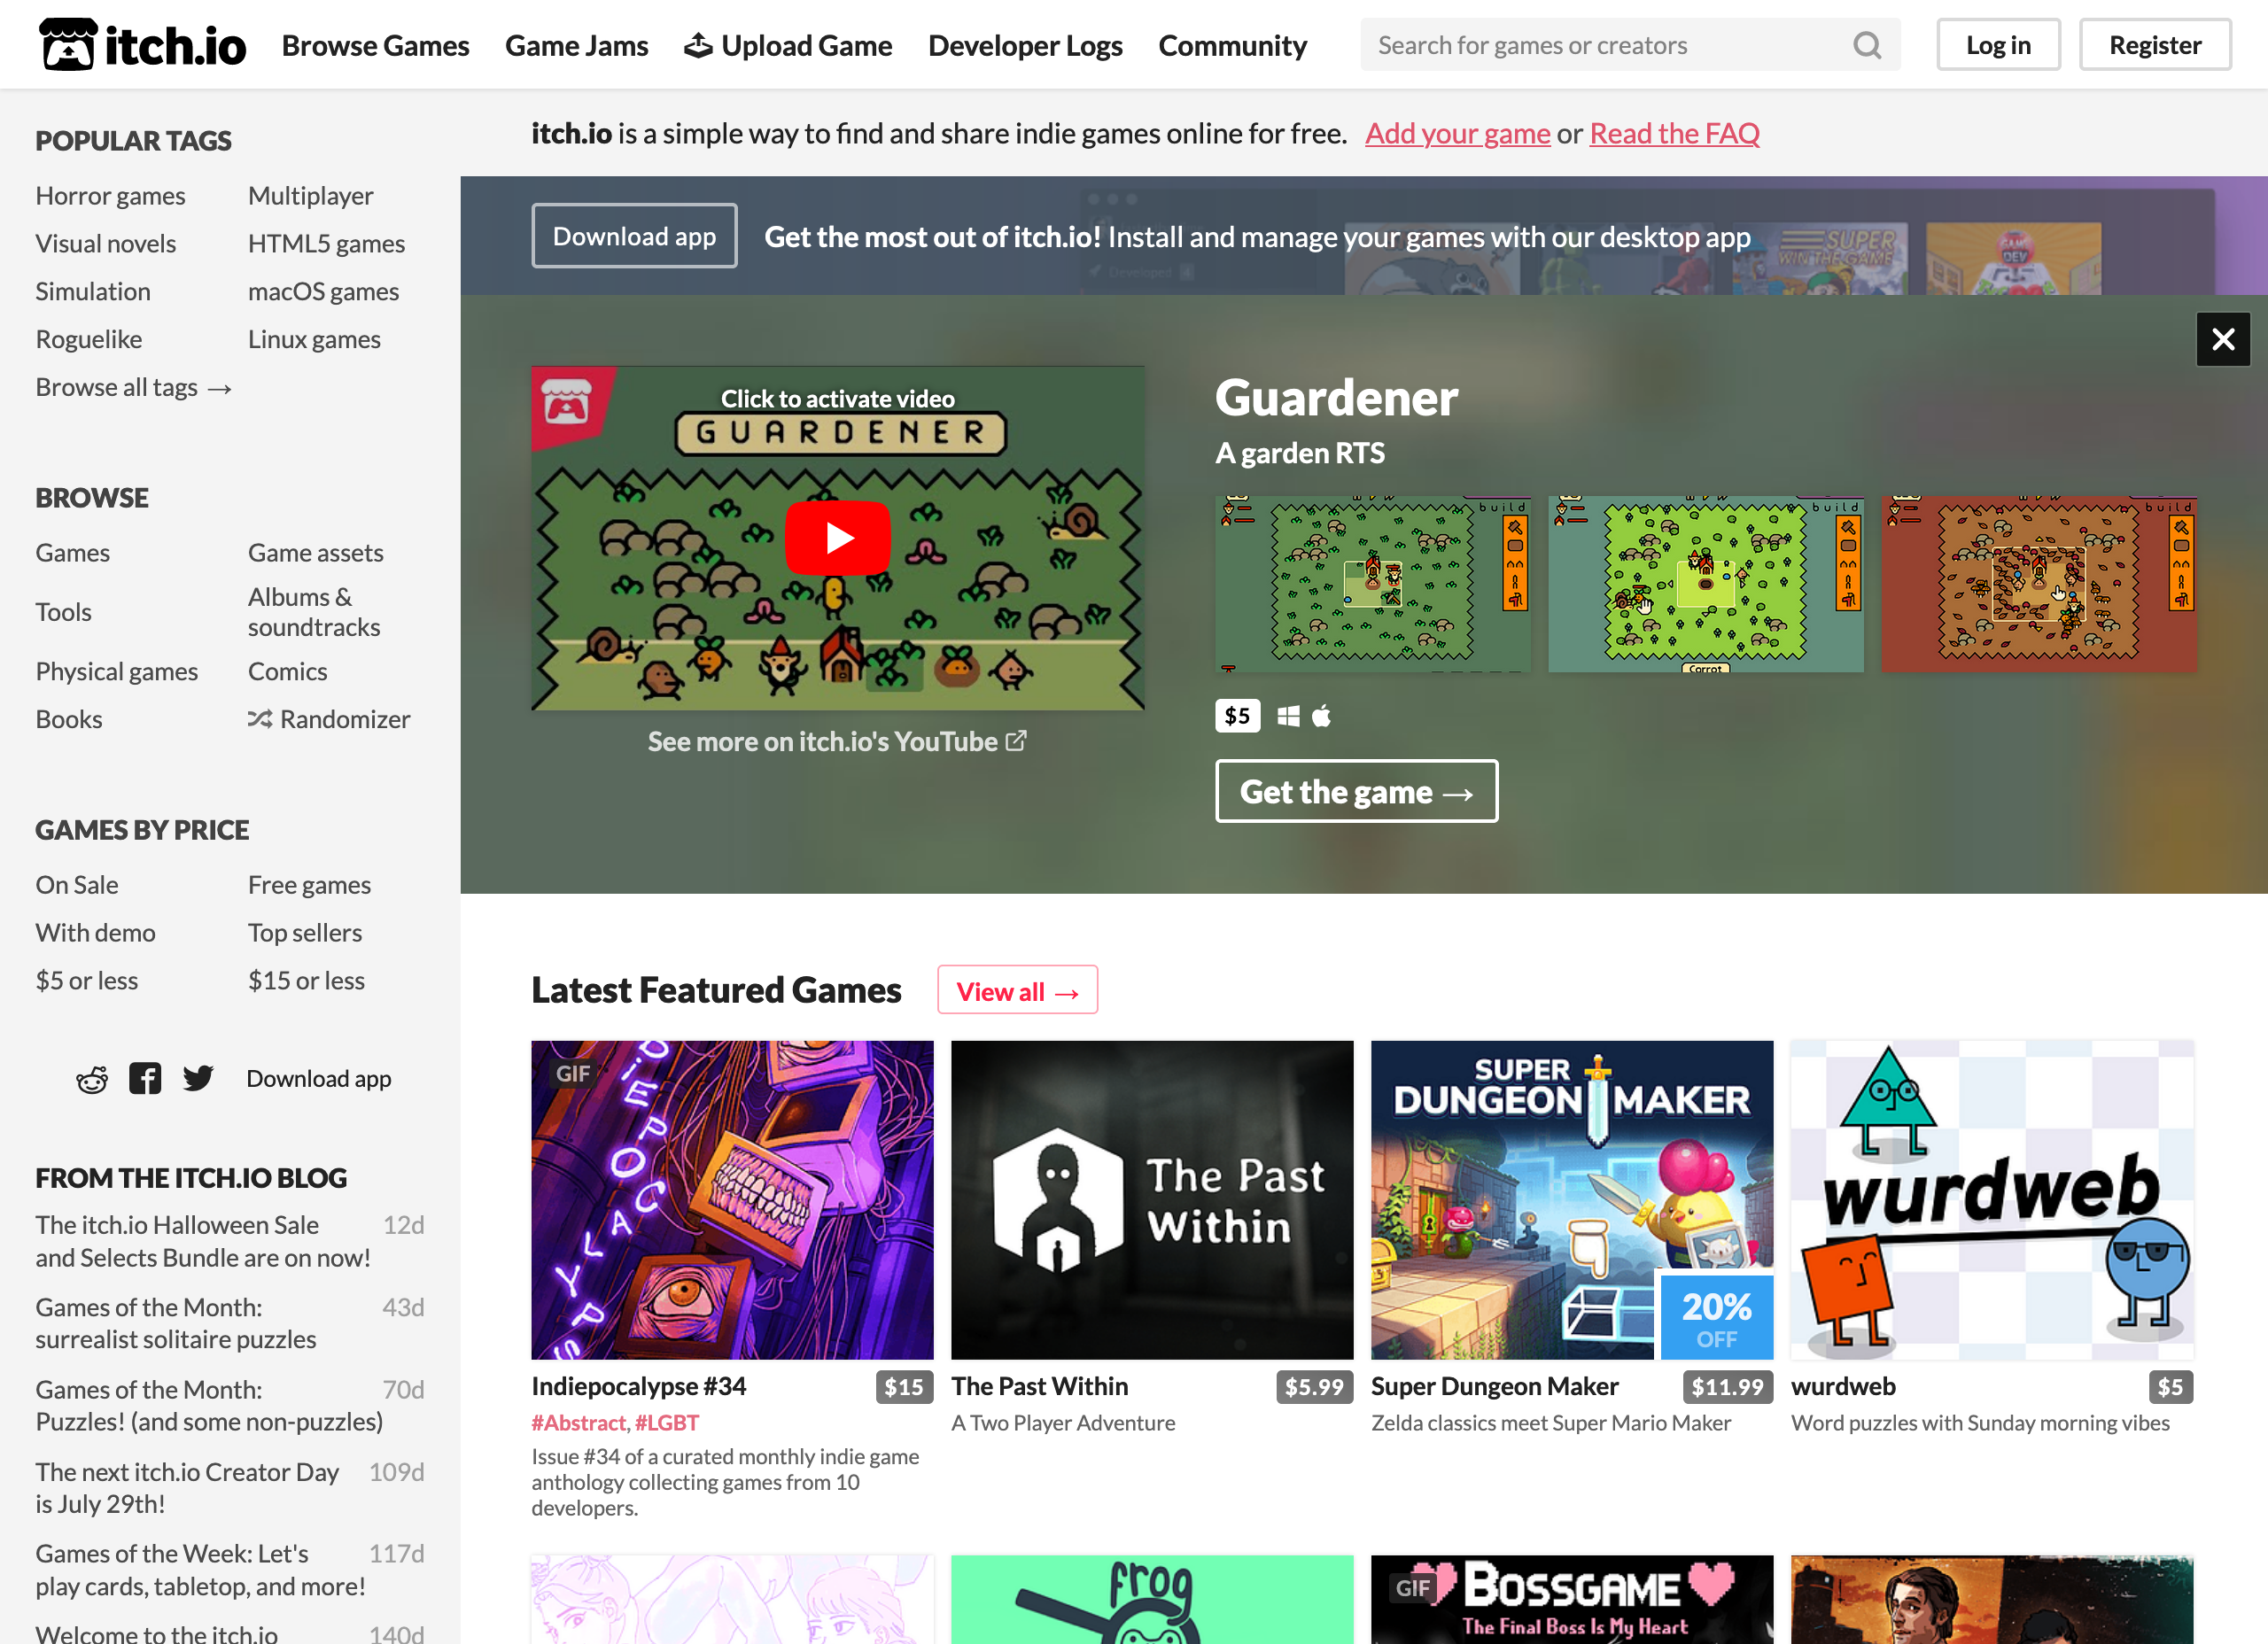 itch.io
Browse Games
Game Jams
Upload Game
Developer Logs
Community
Search for games or creators
Log in
Register
POPULAR TAGS
Horror games
Multiplayer
Visual novels
HTML5 games
Simulation
macOS games
Roguelike
Linux games
Browse all tags →
BROWSE
Games
Game assets
Tools
Albums &
soundtracks
Physical games
Comics
Books
Randomizer
GAMES BY PRICE
On Sale
Free games
With demo
Top sellers
$5 or less
$15 or less
Download app
FROM THE ITCH.IO BLOG
The itch.io Halloween Sale 12d
and Selects Bundle are on now!
Games of the Month: 43d
surrealist solitaire puzzles
Games of the Month: 70d
Puzzles! (and some non-puzzles)
The next itch.io Creator Day 109d
is July 29th!
Games of the Week: Let's 117d
play cards, tabletop, and more!
Welcome to the itch.io 140d
itch.io is a simple way to find and share indie games online for free. Add your game or Read the FAQ
Download app
Get the most out of itch.io! Install and manage your games with our desktop app
Developed
SUPER
WIN THE GAME
GAME
DEV
Click to activate video
GUARDENER
See more on itch.io's YouTube
Guardener
A garden RTS
build
build
Corrot
build
$5
Get the game →
Latest Featured Games
View all →
GIF
Indiepocalypse #34 $15
#Abstract, #LGBT
Issue #34 of a curated monthly indie game
anthology collecting games from 10
developers.
The Past
Within
The Past Within $5.99
A Two Player Adventure
SUPER
DUNGEON MAKER
20%
OFF
Super Dungeon Maker $11.99
Zelda classics meet Super Mario Maker
wurdweb
wurdweb $5
Word puzzles with Sunday morning vibes
frog
GIF
BOSSGAME
The Final Boss Is My Heart